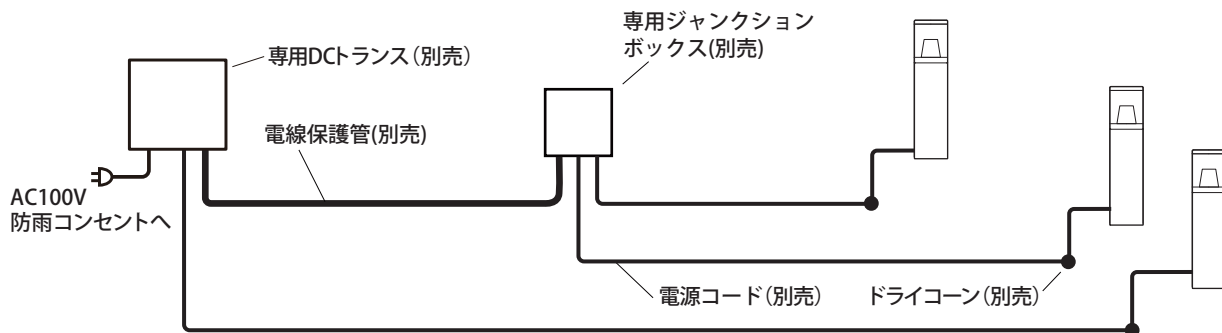 専用ジャンクション
ボックス(別売)
専用DCトランス（別売）
電線保護管(別売)
AC100V
防雨コンセントへ
電源コード（別売）
ドライコーン（別売）